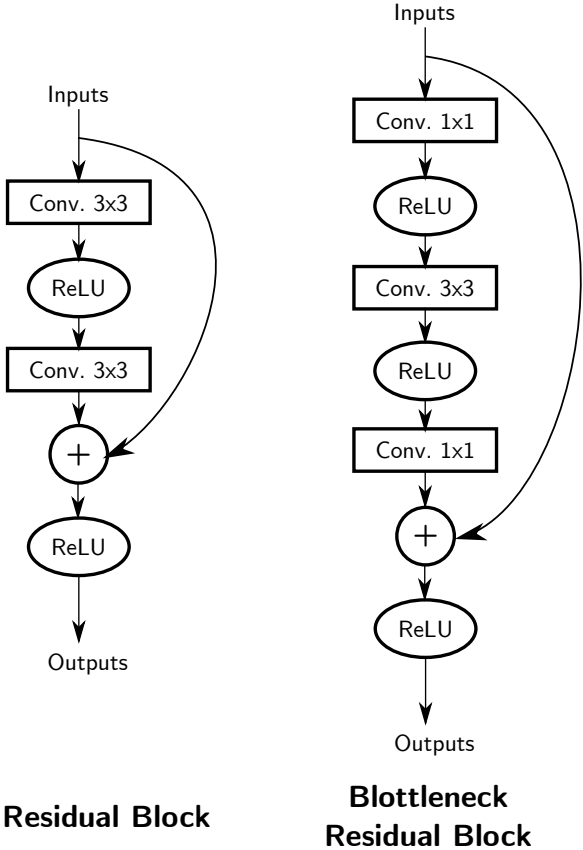 Inputs
Conv. 3x3
ReLU
Conv. 3x3
+
ReLU
Outputs
Residual Block
Inputs
Conv. 1x1
ReLU
Conv. 3x3
ReLU
Conv. 1x1
+
ReLU
Outputs
Blottleneck
Residual Block